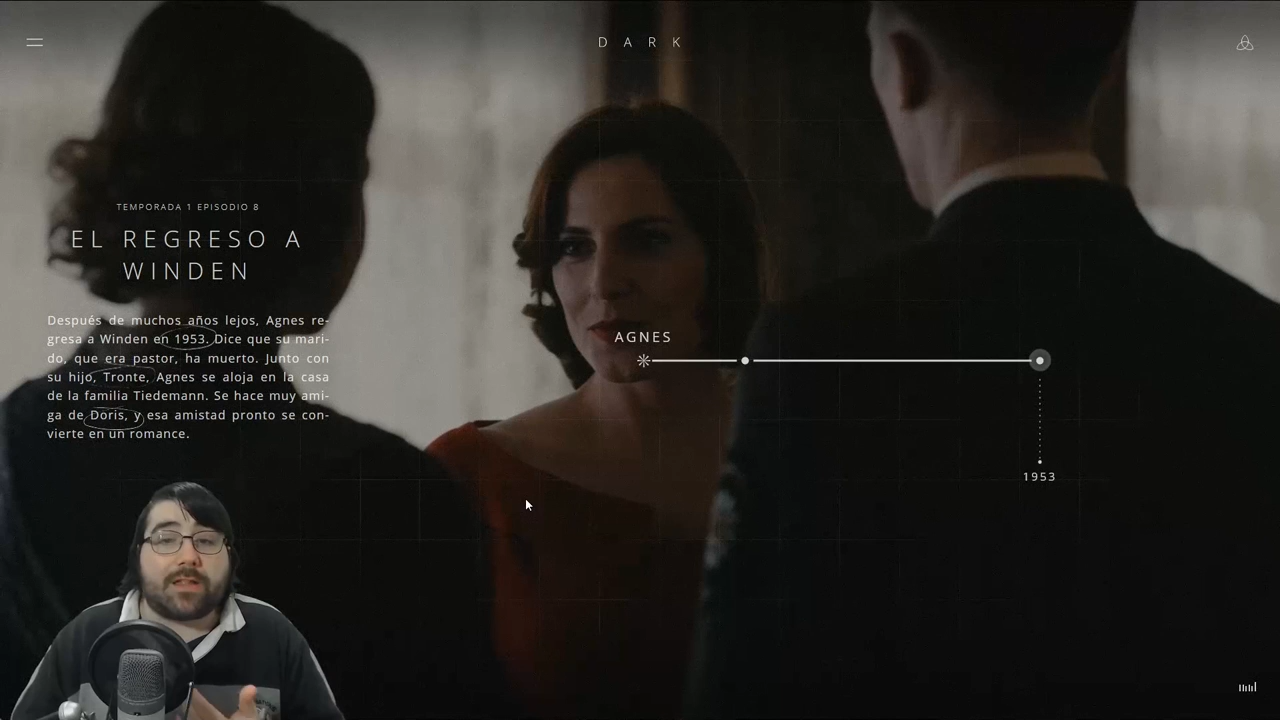 DARK
TEMPORADA 1 EPISODIO 8
EL REGRESO A
WINDEN
Después de muchos años lejos, Agnes re-
gresa a Winden en 1953. Dice que su mari-
do, que era pastor, ha muerto. Junto con
su hijo, Tronte, Agnes se aloja en la casa
de la familia Tiedemann. Se hace muy ami-
ga de Doris, y esa amistad pronto se con-
vierte en un romance.
AGNES
1953